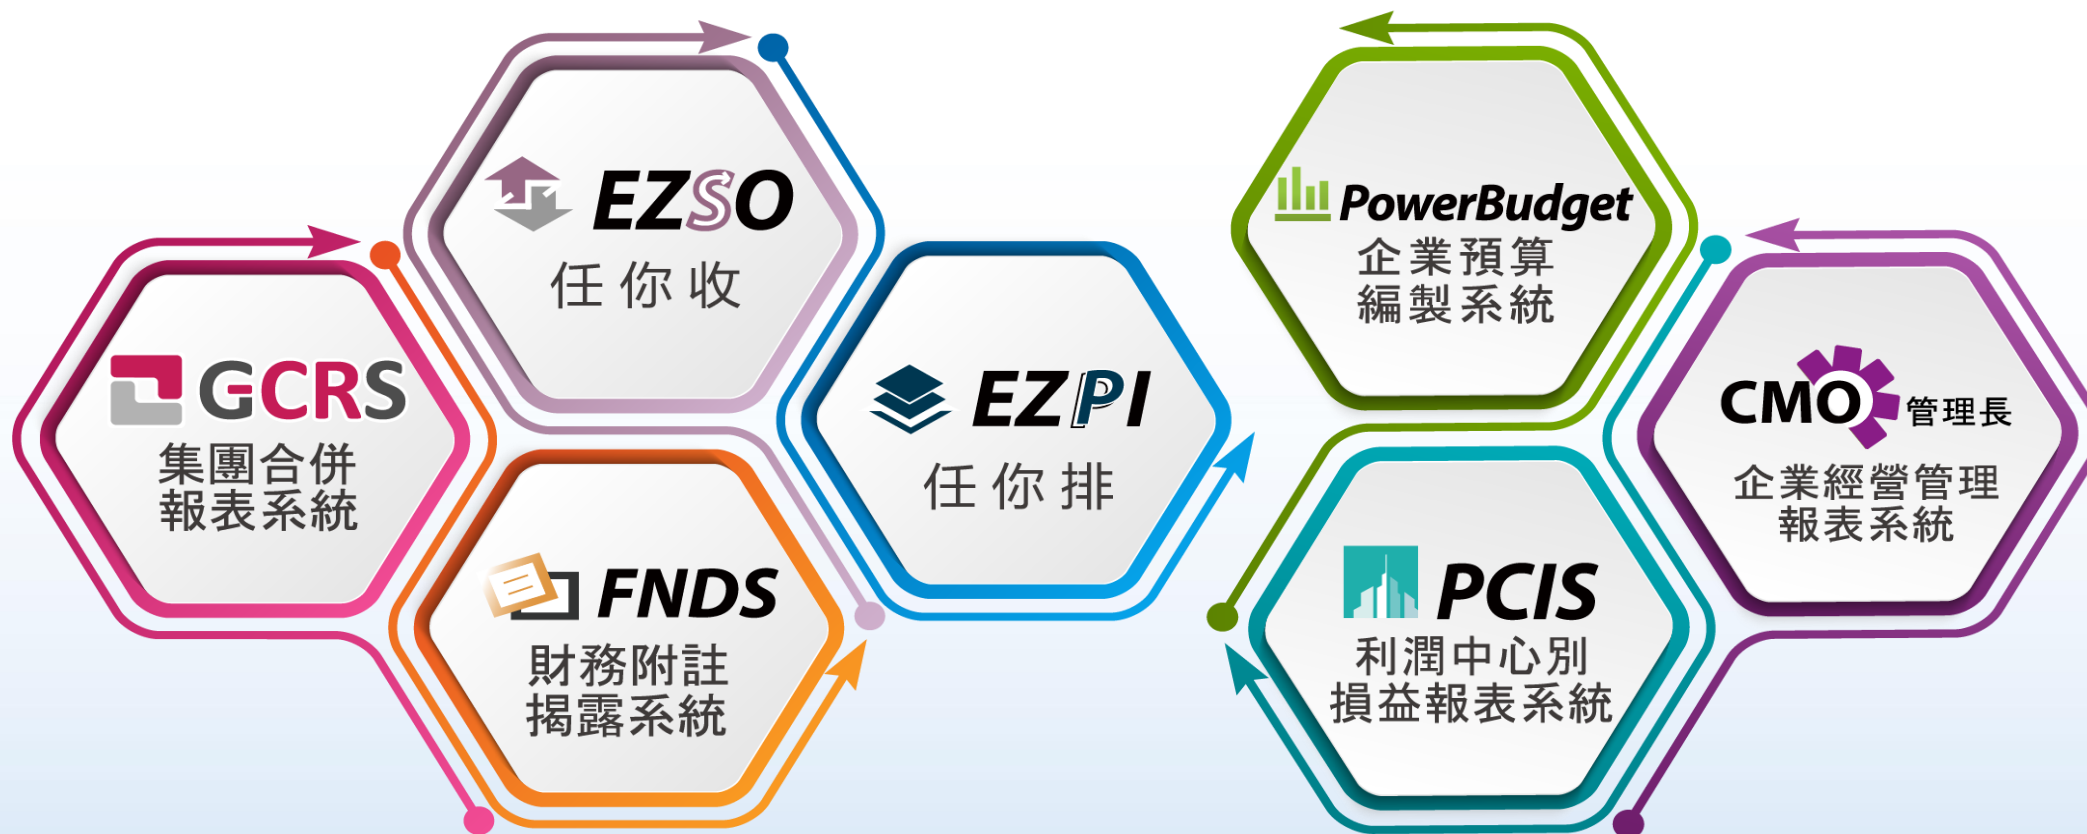 GCRS
集團合併
報表系統
EZSO
任你收
FNDS
財務附註
揭露系統
EZPI
任你排
PowerBudget
企業預算
編製系統
PCIS
利潤中心別
損益報表系統
CMO 管理長
企業經營管理
報表系統